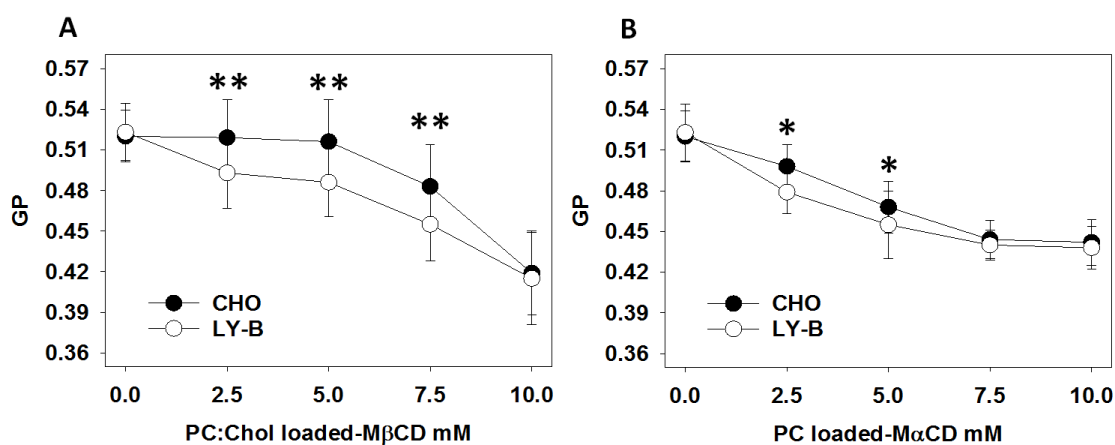 A
0.57
0.54
0.51
0.48
0.45
0.42
0.39
0.36
GP
** ** **
CHO
LY-B
0.0 2.5 5.0 7.5 10.0
PC:Chol loaded-MβCD mM
B
0.57
0.54
0.51
0.48
0.45
0.42
0.39
0.36
GP
* *
CHO
LY-B
0.0 2.5 5.0 7.5 10.0
PC loaded-MαCD mM